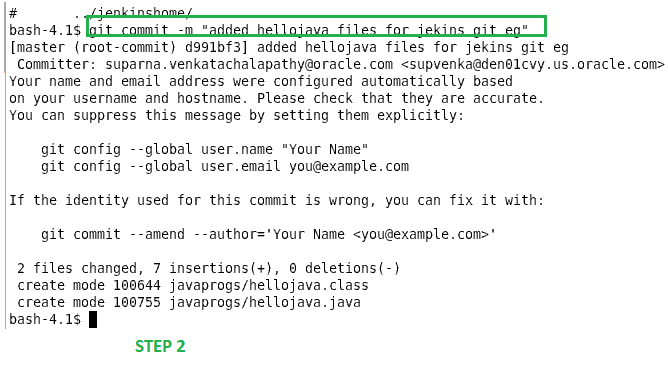 #       ../jenkinshome/
bash-4.1$ git commit -m "added hellojava files for jekins git eg"
[master (root-commit) d991bf3] added hellojava files for jekins git eg
 Committer: suparna.venkatachalapathy@oracle.com <supvenka@den01cvy.us.oracle.com>
Your name and email address were configured automatically based
on your username and hostname. Please check that they are accurate.
You can suppress this message by setting them explicitly:

    git config --global user.name "Your Name"
    git config --global user.email you@example.com

If the identity used for this commit is wrong, you can fix it with:

    git commit --amend --author='Your Name <you@example.com>'

 2 files changed, 7 insertions(+), 0 deletions(-)
 create mode 100644 javaprogs/hellojava.class
 create mode 100755 javaprogs/hellojava.java
bash-4.1$
STEP 2